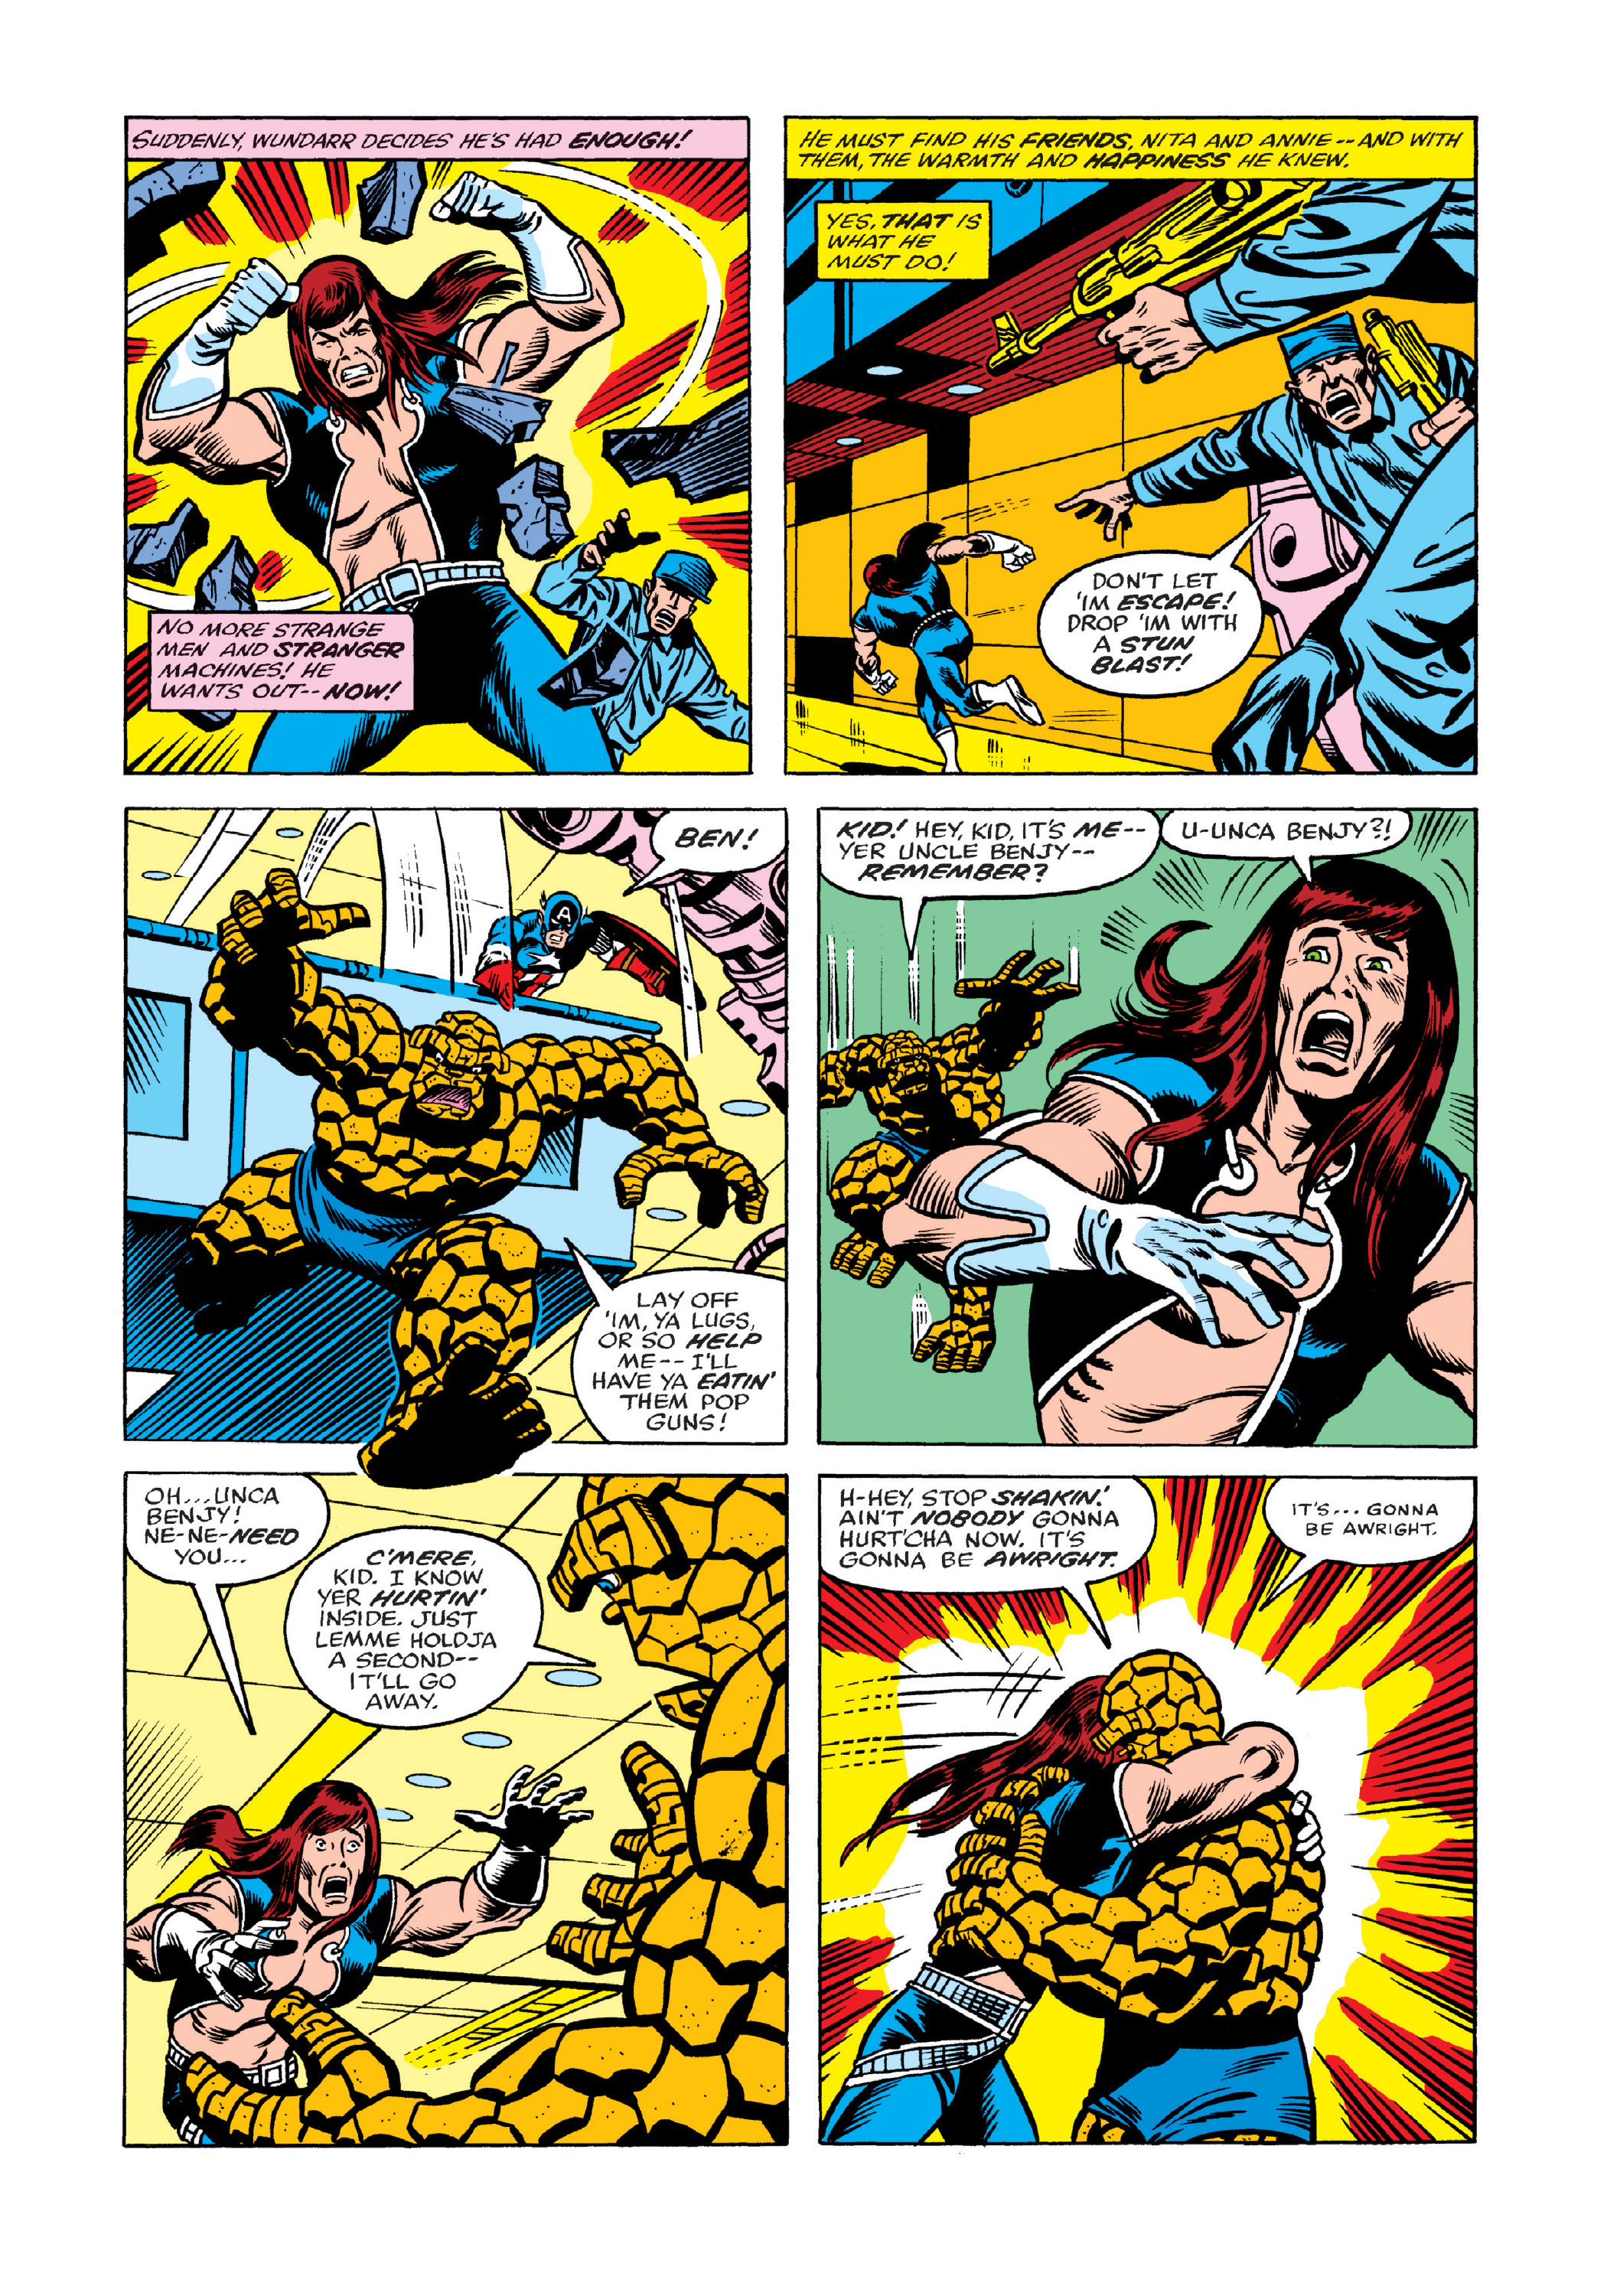 SUDDENLY, WUNDARR DECIDES HE'S HAD ENOUGH!
NO MORE STRANGE
MEN AND STRANGER
MACHINES! HE
WANTS OUT--NOW!
HE MUST FIND HIS FRIENDS, NITA AND ANNIE--AND WITH
THEM, THE WARMTH AND HAPPINESS HE KNEW.
YES, THAT IS
WHAT HE
MUST DO!
DON'T LET
'IM ESCAPE!
DROP 'IM WITH
A STUN
BLAST!
BEN!
LAY OFF
'IM, YA LUGS,
OR SO HELP
ME--I'LL
HAVE YA EATIN'
THEM POP
GUNS!
KID! HEY, KID, IT'S ME--
YER UNCLE BENJY--
REMEMBER?
U-UNCA BENJY?!
OH...UNCA
BENJY!
NE-NE-NEED
YOU...
C'MERE,
KID. I KNOW
YER HURTIN'
INSIDE. JUST
LEMME HOLDJA
A SECOND--
IT'LL GO
AWAY.
H-HEY, STOP SHAKIN'.
AIN'T NOBODY GONNA
HURT'CHA NOW. IT'S
GONNA BE AWRIGHT.
IT'S... GONNA
BE AWRIGHT.